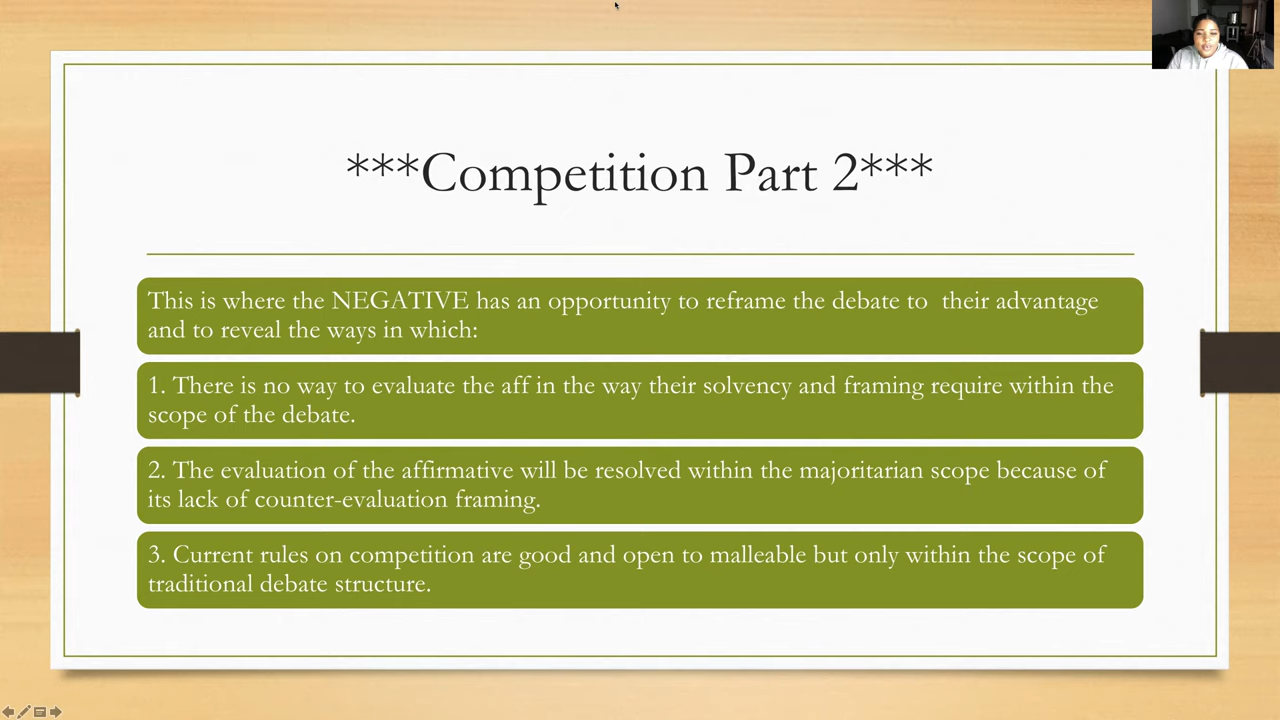 ***Competition Part 2***
This is where the NEGATIVE has an opportunity to reframe the debate to  their advantage
and to reveal the ways in which:
1. There is no way to evaluate the aff in the way their solvency and framing require within the
scope of the debate.
2. The evaluation of the affirmative will be resolved within the majoritarian scope because of
its lack of counter-evaluation framing.
3. Current rules on competition are good and open to malleable but only within the scope of
traditional debate structure.